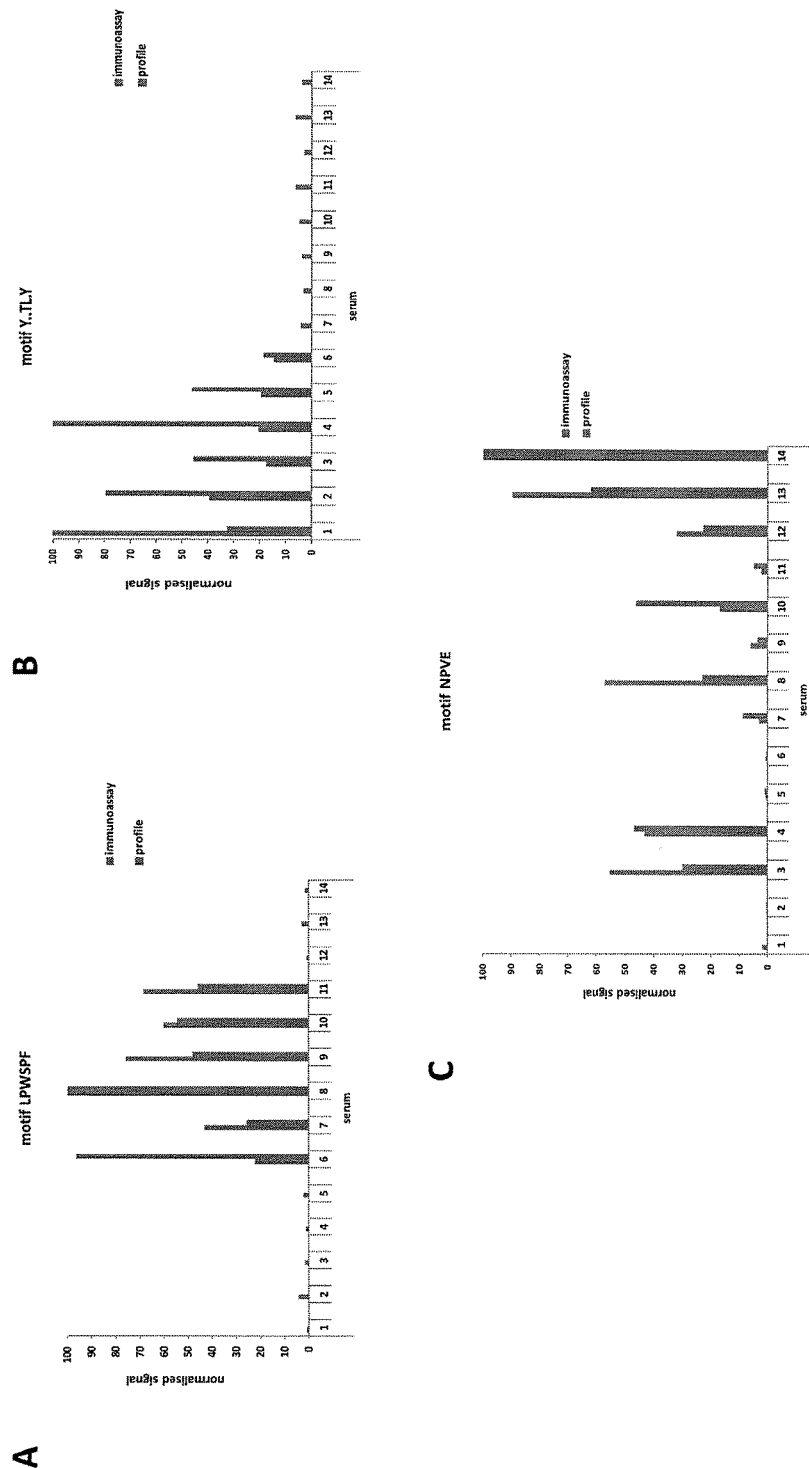 A
motif LPWSPF
immunoassay
profile
normalised signal
100
90
80
70
60
50
40
30
20
10
0
1 2 3 4 5 6 7 8 9 10 11 12 13 14
serum
B
motif Y..TL.Y
immunoassay
profile
normalised signal
100
90
80
70
60
50
40
30
20
10
0
1 2 3 4 5 6 7 8 9 10 11 12 13 14
serum
C
motif NPVE
immunoassay
profile
normalised signal
100
90
80
70
60
50
40
30
20
10
0
1 2 3 4 5 6 7 8 9 10 11 12 13 14
serum